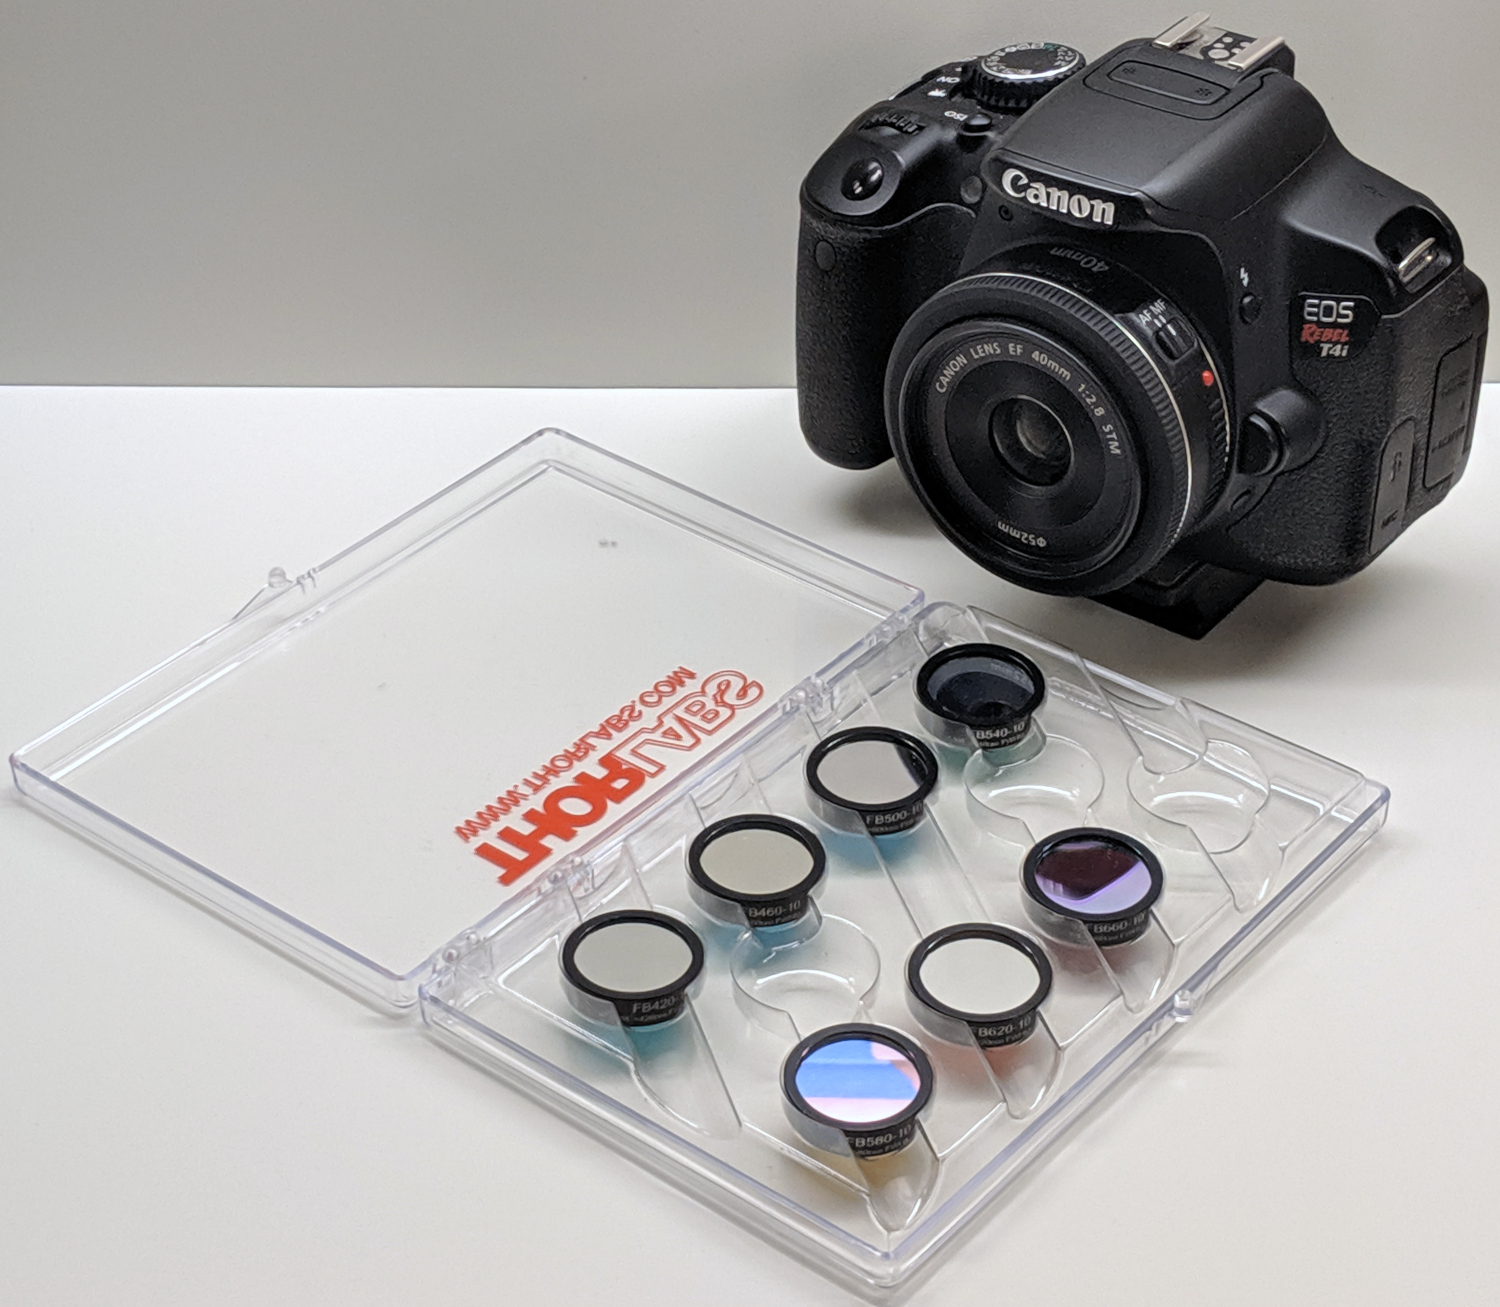 ON
ISO
Canon
40mm
AF MF
EOS
REBEL
T4i
CANON LENS EF 40mm 1:2.8 STM
Φ52mm
WWW.THORLABS.COM
THORLABS
FB540-10
FB500-10
FB460-10
FB660-10
FB420-
FB620-10
FB580-10